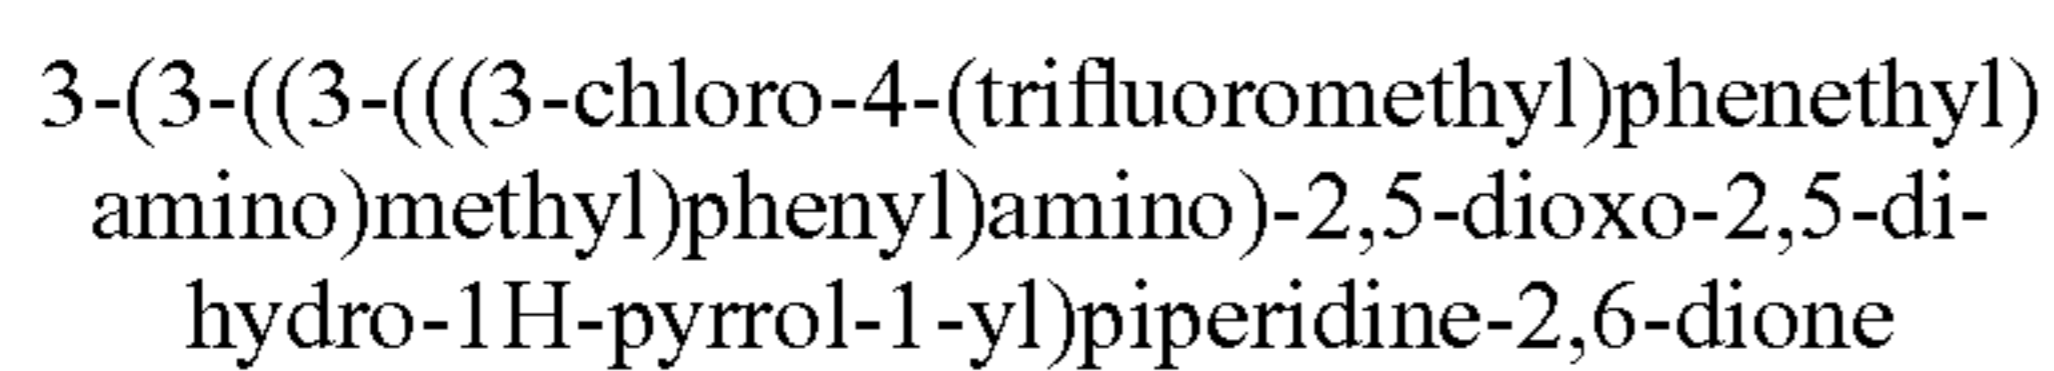 3-(3-((3-(((3-chloro-4-(trifluoromethyl)phenethyl)
amino)methyl)phenyl)amino)-2,5-dioxo-2,5-di-
hydro-1H-pyrrol-1-yl)piperidine-2,6-dione